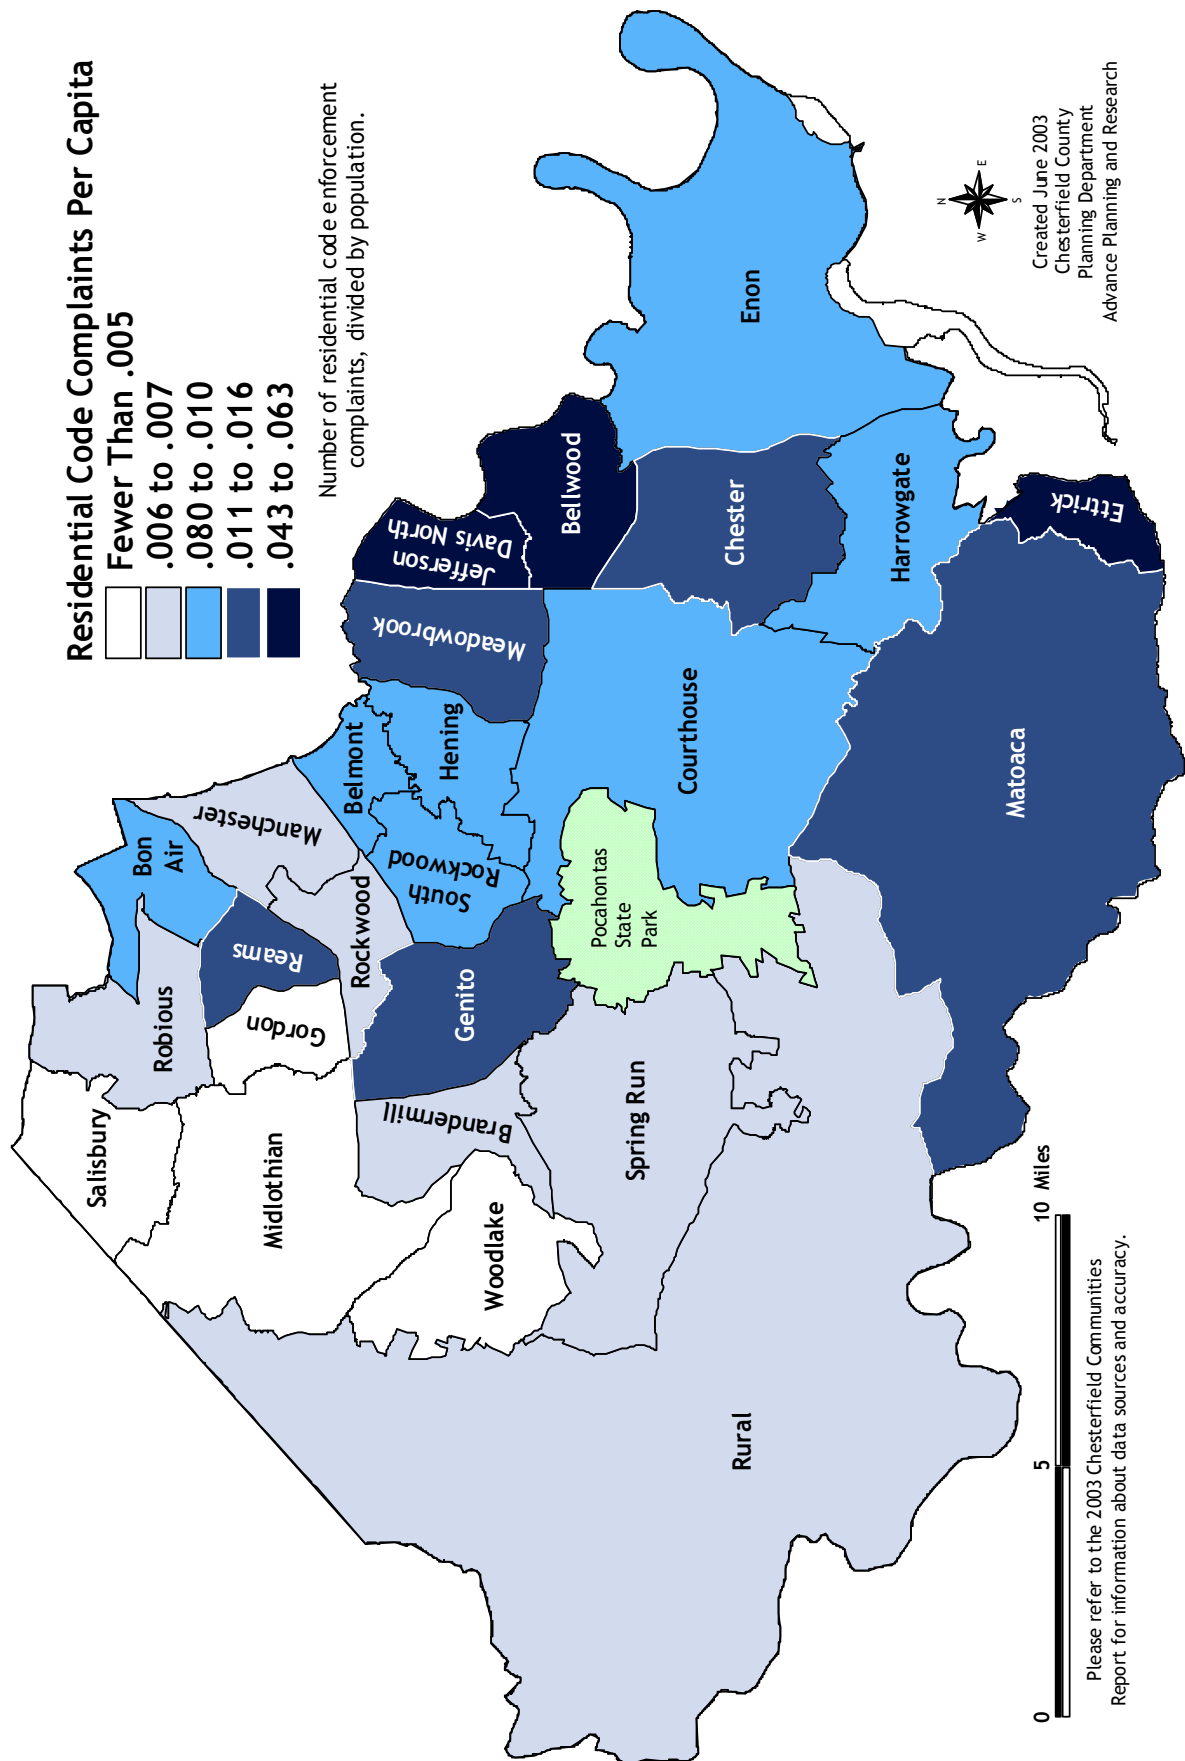 Residential Code Complaints Per Capita
Fewer Than .005
.006 to .007
.080 to .010
.011 to .016
.043 to .063
Number of residential code enforcement
complaints, divided by population.
Salisbury
Robious
Bon
Air
Midlothian
Gordon
Reams
Manchester
Rockwood
Belmont
South
Rockwood
Hening
Meadowbrook
Jefferson
Davis North
Bellwood
Woodlake
Brandermill
Genito
Spring Run
Pocahontas
State
Park
Courthouse
Chester
Enon
Harrowgate
Ettrick
Matoaca
Rural
N
W
E
S
Created June 2003
Chesterfield County
Planning Department
Advance Planning and Research
0
5
10 Miles
Please refer to the 2003 Chesterfield Communities
Report for information about data sources and accuracy.